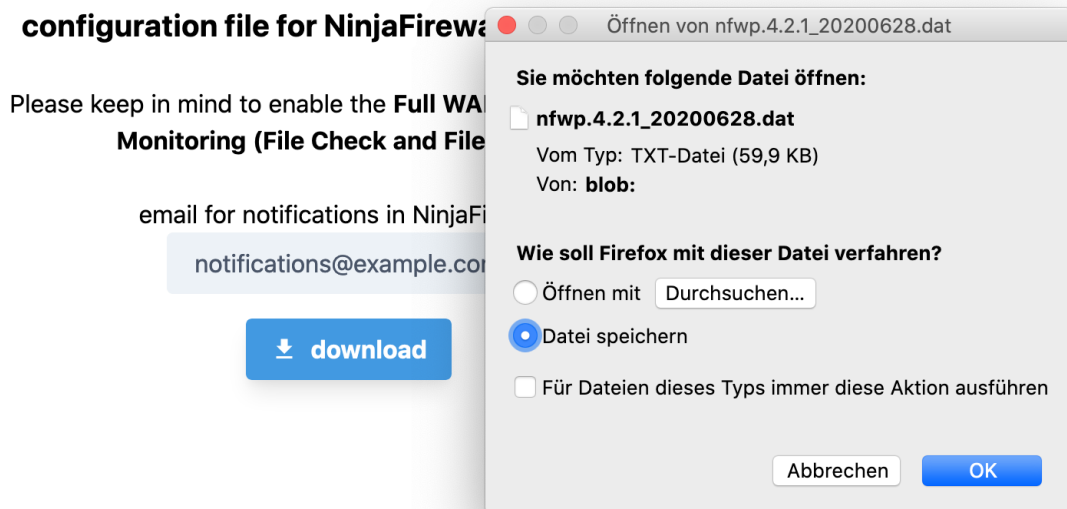 configuration file for NinjaFirewa
Please keep in mind to enable the Full WA
Monitoring (File Check and File
email for notifications in NinjaFi
notifications@example.com
download
Öffnen von nfwp.4.2.1_20200628.dat
Sie möchten folgende Datei öffnen:
nfwp.4.2.1_20200628.dat
Vom Typ: TXT-Datei (59,9 KB)
Von: blob:
Wie soll Firefox mit dieser Datei verfahren?
Öffnen mit Durchsuchen...
Datei speichern
Für Dateien dieses Typs immer diese Aktion ausführen
Abbrechen OK